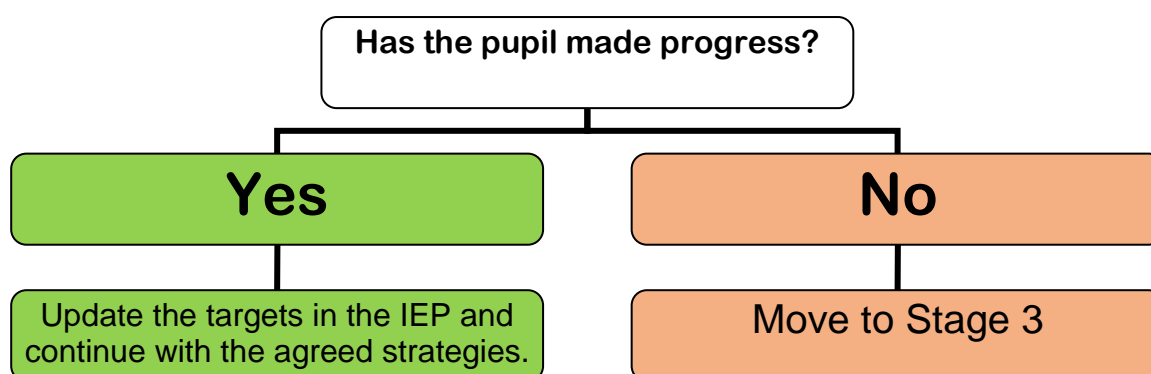 Has the pupil made progress?
Yes
No
Update the targets in the IEP and
continue with the agreed strategies.
Move to Stage 3